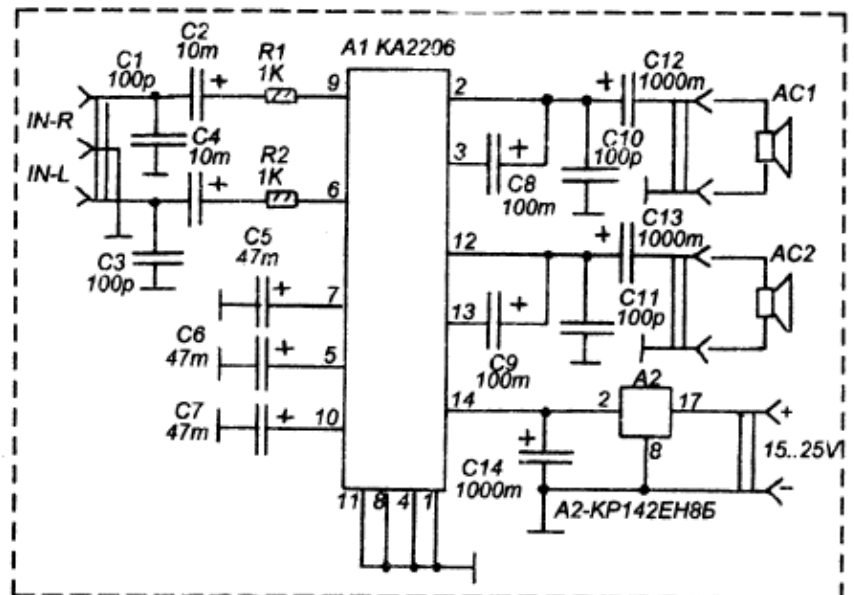 C2
10m
C1
100p
R1
1K
A1 KA2206
9
IN-R
C4
10m
R2
1K
IN-L
6
C3
100p
C5
47m
7
C6
47m
5
C7
47m
10
11
8
4
1
2
C12
1000m
AC1
3
C8
100m
C10
100p
12
C13
1000m
AC2
13
C9
100m
C11
100p
14
A2
2
17
8
+
15..25V
−
C14
1000m
A2-КР142ЕН8Б